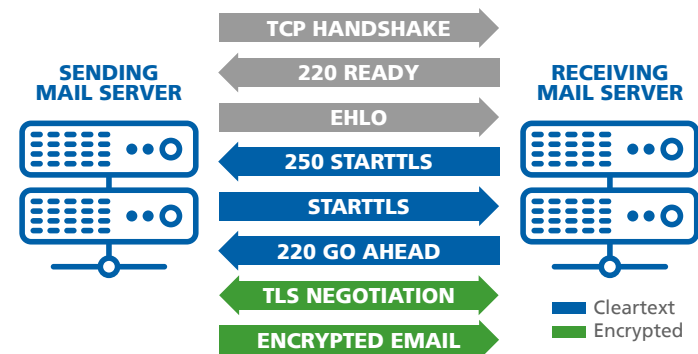 TCP HANDSHAKE
SENDING
MAIL SERVER
220 READY
RECEIVING
MAIL SERVER
EHLO
250 STARTTLS
STARTTLS
220 GO AHEAD
TLS NEGOTIATION
ENCRYPTED EMAIL
Cleartext
Encrypted